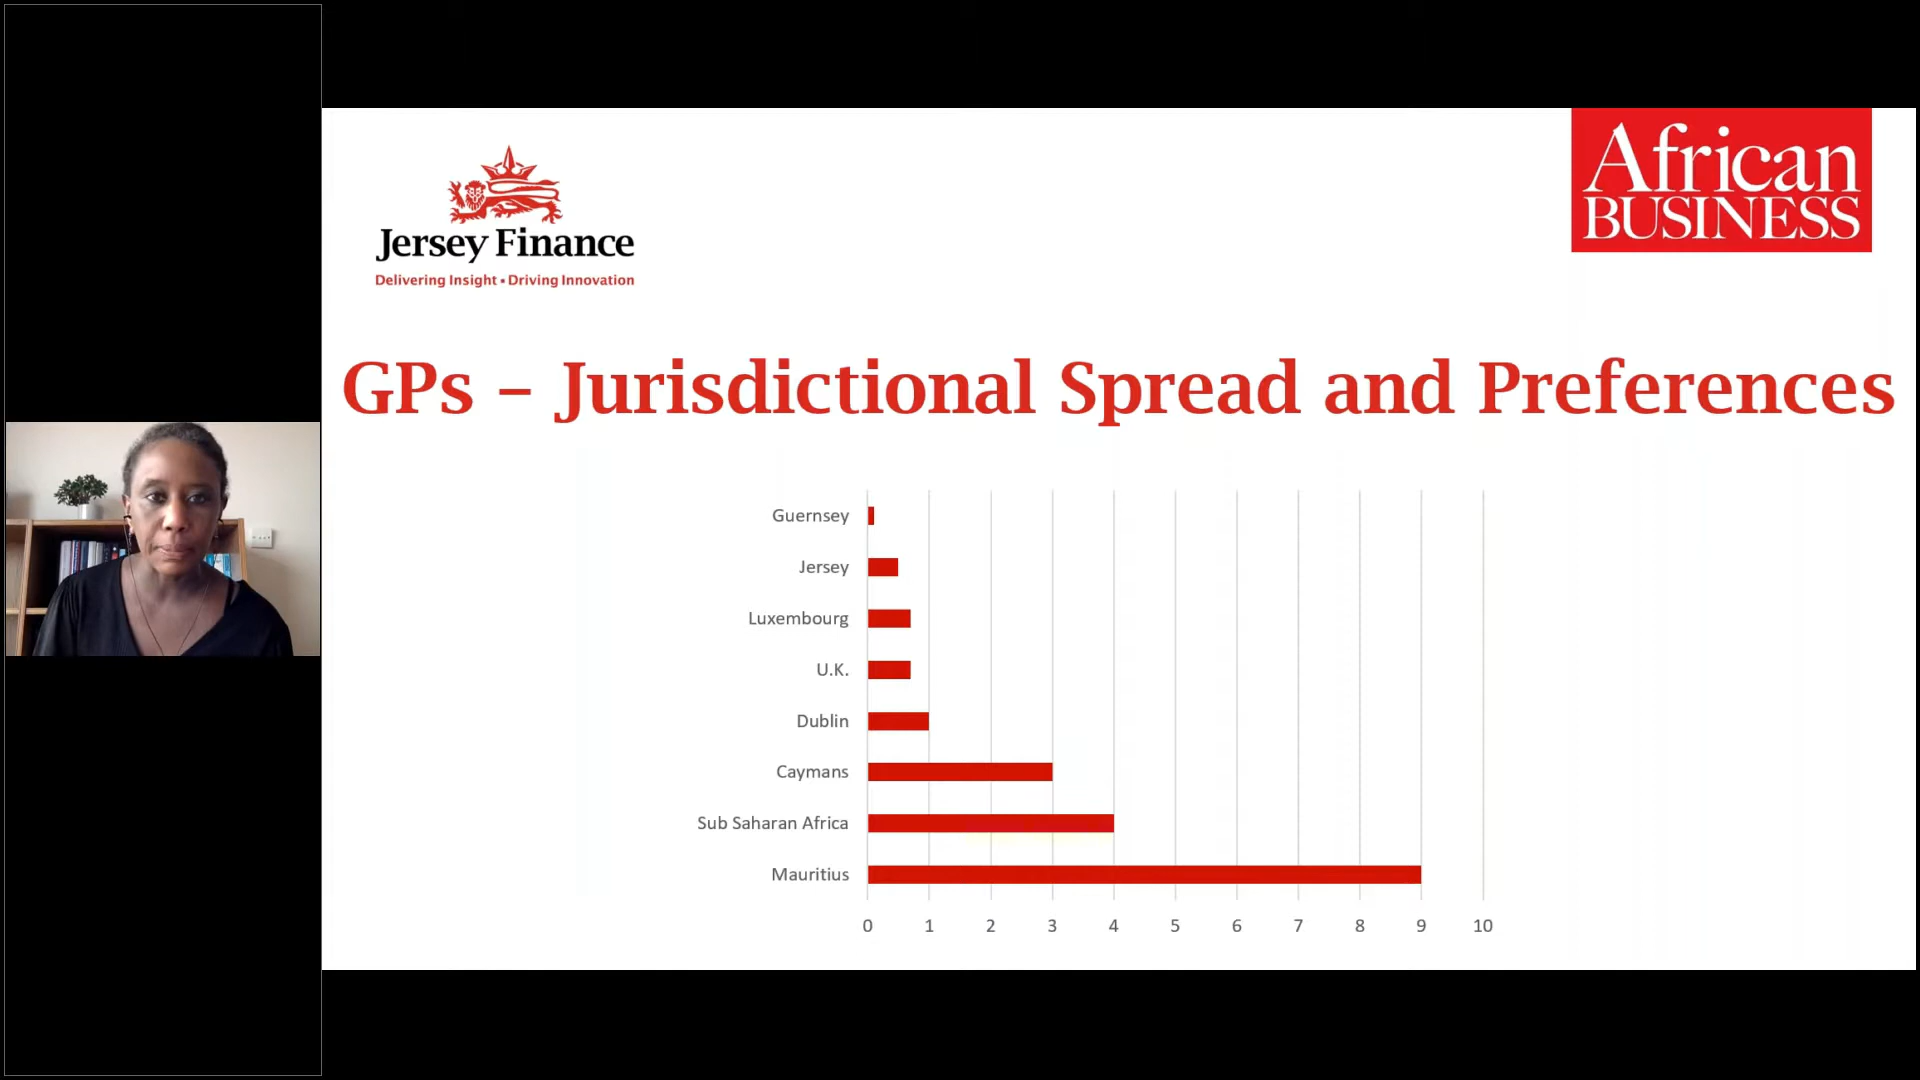 Jersey Finance
Delivering Insight • Driving Innovation
African
BUSINESS
GPs – Jurisdictional Spread and Preferences
Guernsey
Jersey
Luxembourg
U.K.
Dublin
Caymans
Sub Saharan Africa
Mauritius
0 1 2 3 4 5 6 7 8 9 10